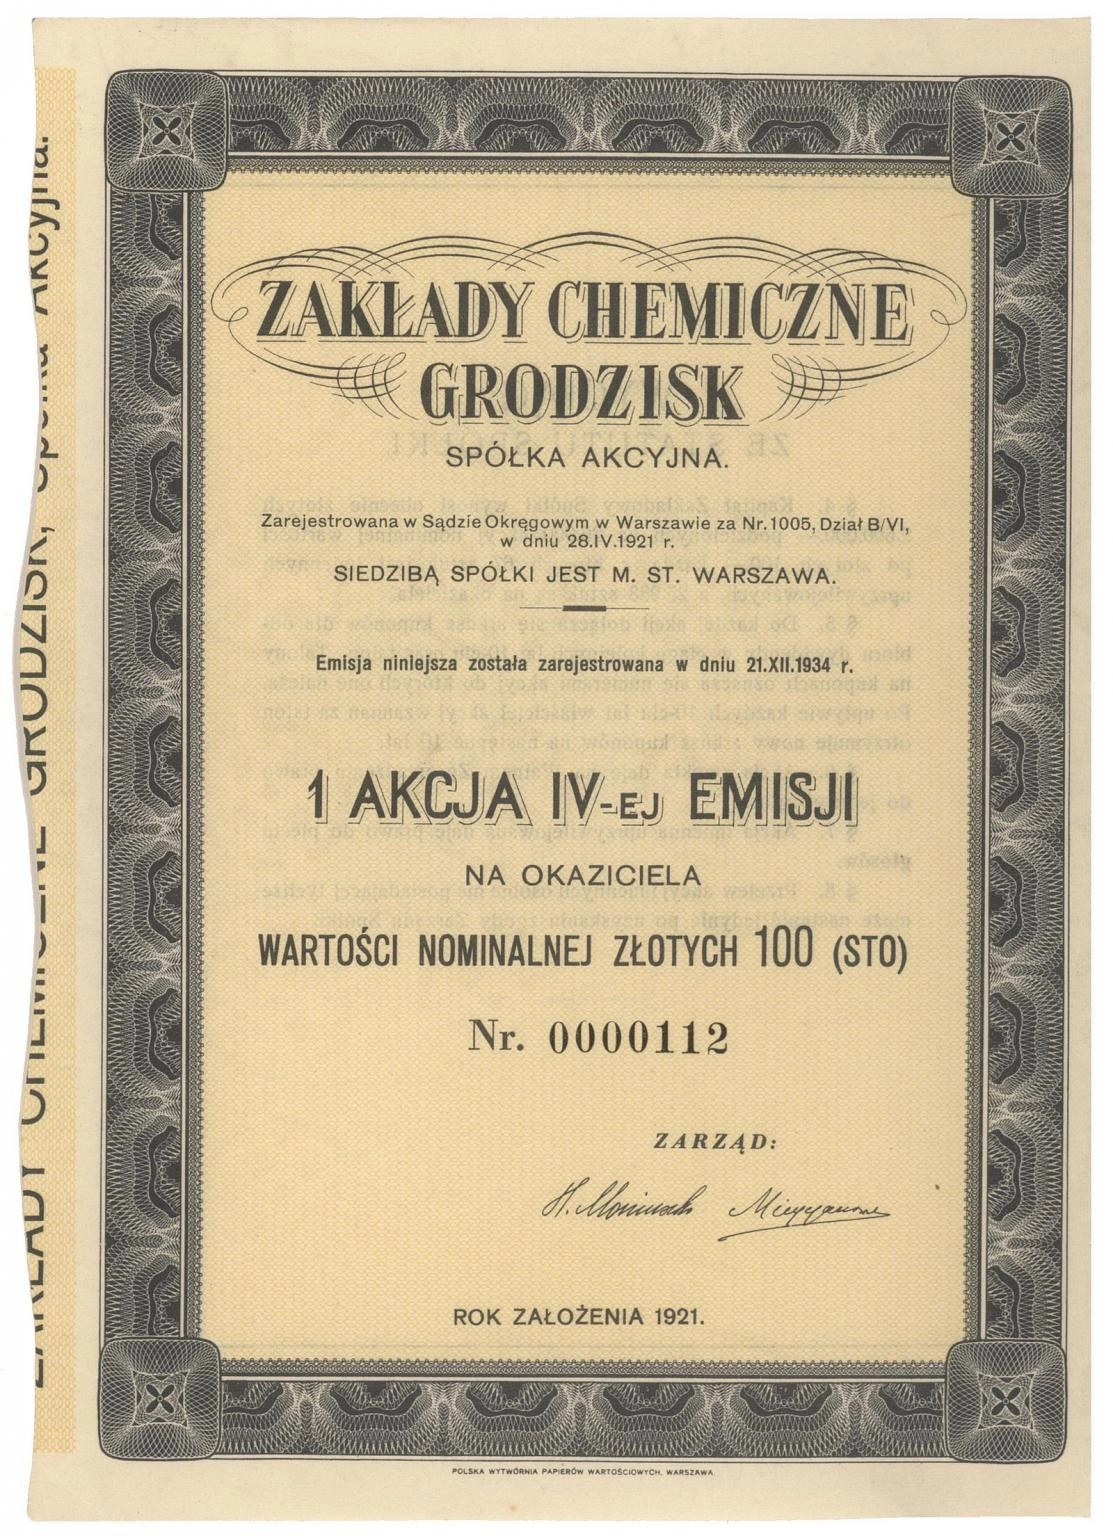 ZAKŁADY CHEMICZNE
GRODZISK
SPÓŁKA AKCYJNA.
Zarejestrowana w Sądzie Okręgowym w Warszawie za Nr. 1005, Dział B/VI,
w dniu 28.IV.1921 r.
SIEDZIBĄ SPÓŁKI JEST M. ST. WARSZAWA.
Emisja niniejsza została zarejestrowana w dniu 21.XII.1934 r.
1 AKCJA IV-EJ EMISJI
NA OKAZICIELA
WARTOŚCI NOMINALNEJ ZŁOTYCH 100 (STO)
Nr. 0000112
ZARZĄD:
ROK ZAŁOŻENIA 1921.
POLSKA WYTWÓRNIA PAPIERÓW WARTOŚCIOWYCH, WARSZAWA.
ZAKŁADY CHEMICZNE GRODZISK, Spółka Akcyjna.